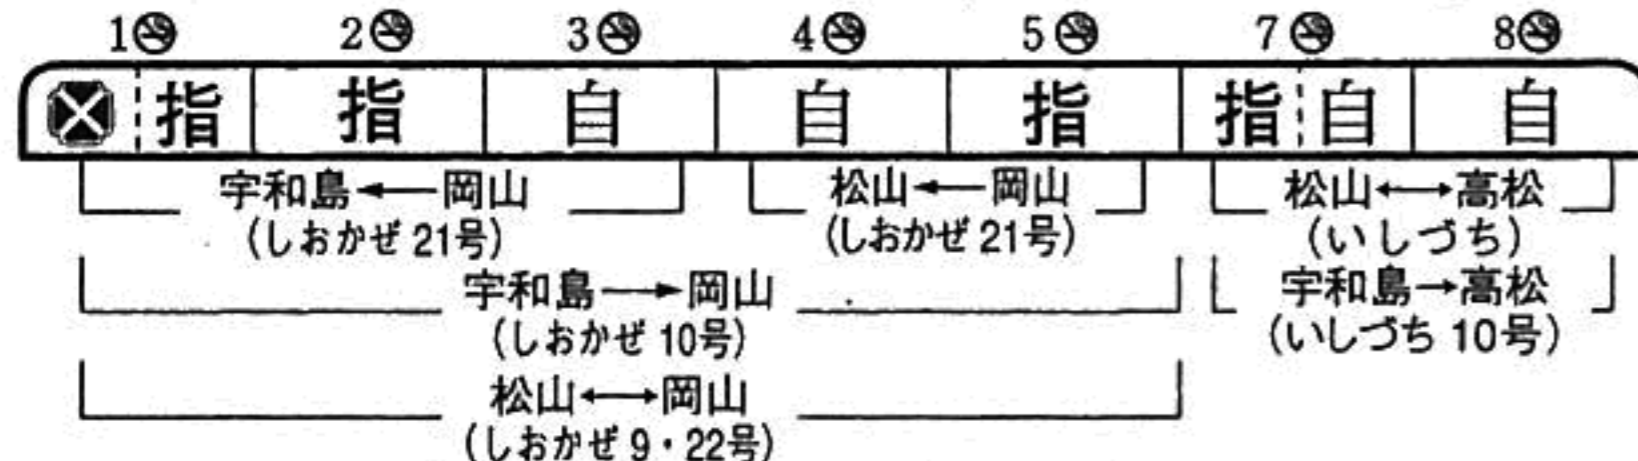 1 2 3 4 5 7 8
指 指 自 自 指 指 自 自
宇和島←岡山 松山←岡山 松山↔高松
(しおかぜ 21号) (しおかぜ 21号) (いしづち)
宇和島→岡山 宇和島→高松
(しおかぜ 10号) (いしづち 10号)
松山↔岡山
(しおかぜ 9・22号)